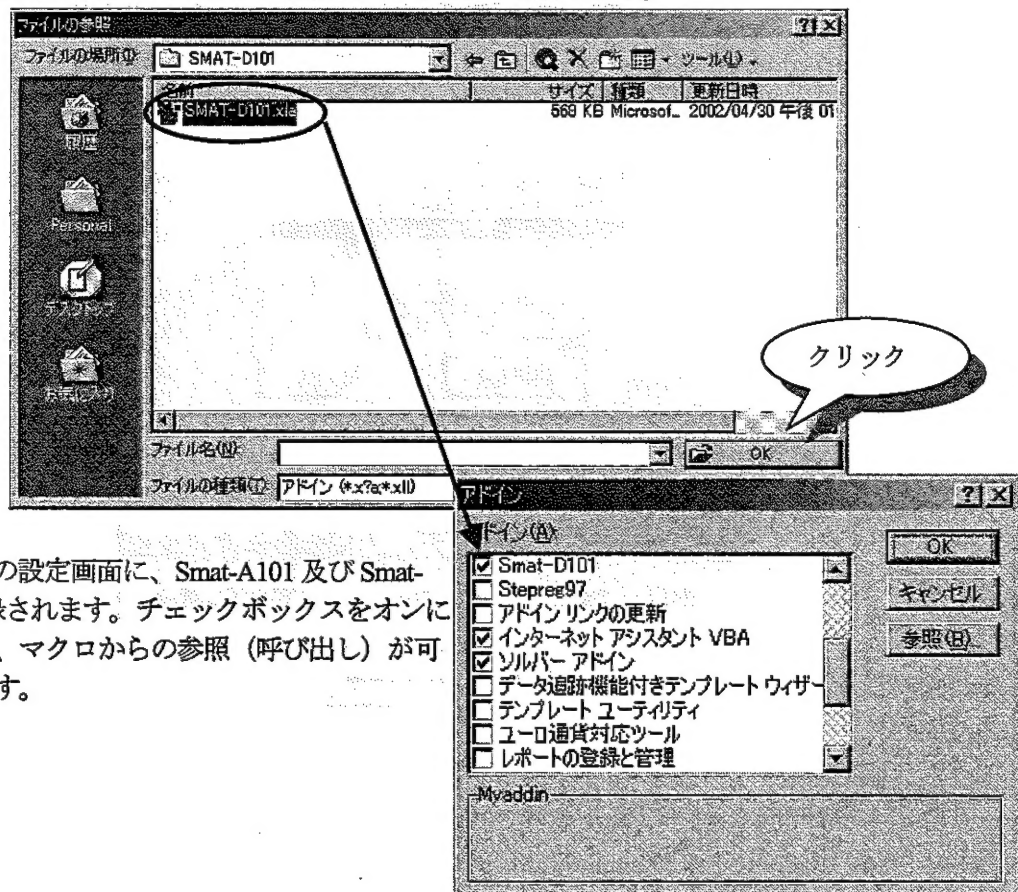 ファイルの参照
ファイルの場所(I): SMAT-D101 ツール(L)
名前 サイズ 種類 更新日時
SMAT-D101.xla 568 KB Microsof... 2002/04/30 午後 01
履歴
Personal
デスクトップ
お気に入り
クリック
ファイル名(N): OK
ファイルの種類(T): アドイン (*.x?a*.xll)
アドイン
ドイン(A):
Smat-D101
Stepreg97
アドイン リンクの更新
インターネット アシスタント VBA
ソルバー アドイン
データ追跡機能付きテンプレート ウィザー
テンプレート ユーティリティ
ユーロ通貨対応ツール
レポートの登録と管理
OK
キャンセル
参照(B)
Myaddin
の設定画面に、Smat-A101 及び Smat-
されます。チェックボックスをオンに
、マクロからの参照（呼び出し）が可
す。